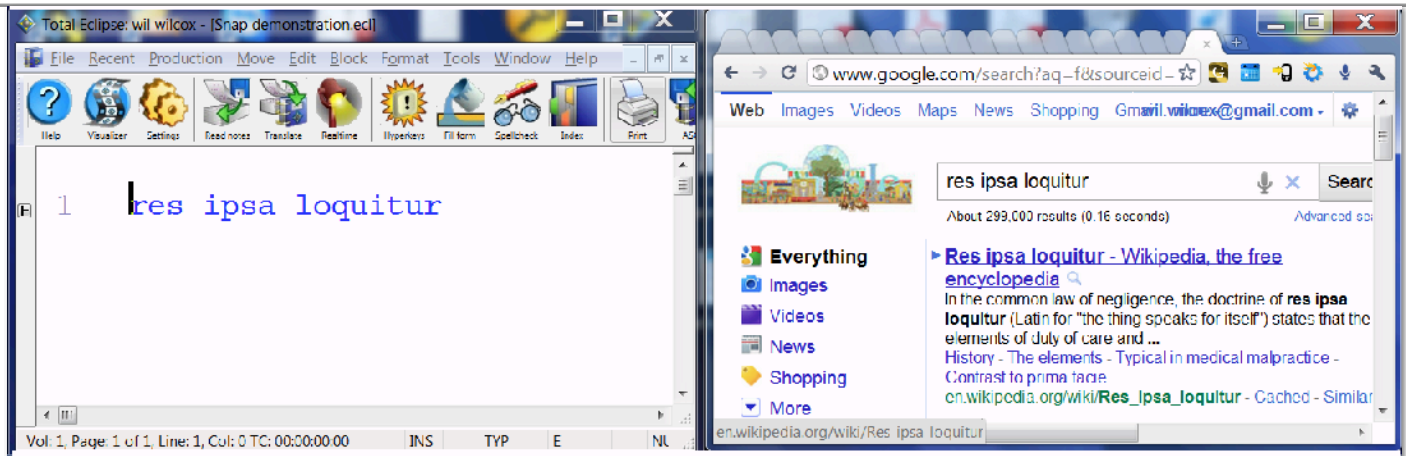 Total Eclipse: wil wilcox - [Snap demonstration.ecl]
File Recent Production Move Edit Block Format Tools Window Help
Help Visualizer Settings Read notes Translate Realtime Hyperkeys Fill form Spellcheck Index Print
1 res ipsa loquitur
Vol: 1, Page: 1 of 1, Line: 1, Col: 0 TC: 00:00:00:00 INS TYP E
www.google.com/search?aq=f&sourceid=
Web Images Videos Maps News Shopping
Google
res ipsa loquitur
Searc
About 299,000 results (0.16 seconds) Advanced sea
Everything
Images
Videos
News
Shopping
More
Res ipsa loquitur - Wikipedia, the free
encyclopedia
In the common law of negligence, the doctrine of res ipsa
loquitur (Latin for "the thing speaks for itself") states that the
elements of duty of care and ...
History - The elements - Typical in medical malpractice -
Contrast to prima facie
en.wikipedia.org/wiki/Res_ipsa_loquitur - Cached - Similar
en.wikipedia.org/wiki/Res_ipsa_loquitur